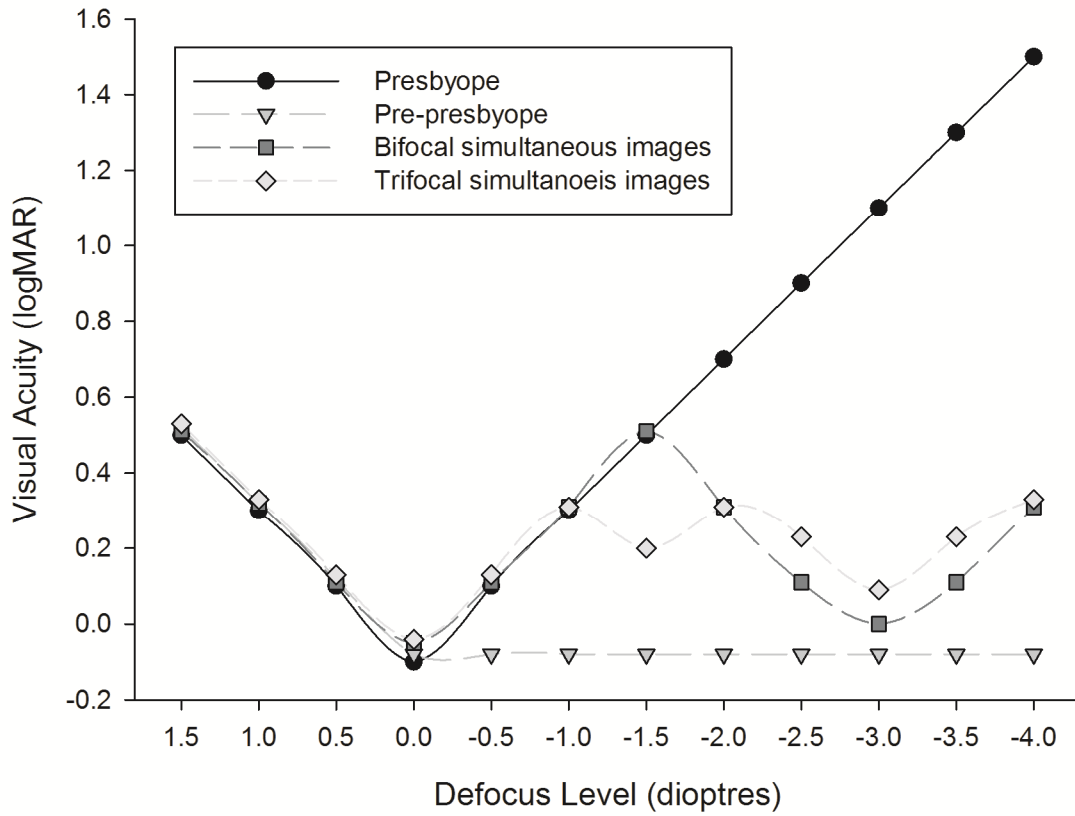 1.6
1.4
1.2
1.0
0.8
0.6
0.4
0.2
0.0
-0.2
Visual Acuity (logMAR)
Presbyope
Pre-presbyope
Bifocal simultaneous images
Trifocal simultanoeis images
1.5 1.0 0.5 0.0 -0.5 -1.0 -1.5 -2.0 -2.5 -3.0 -3.5 -4.0
Defocus Level (dioptres)